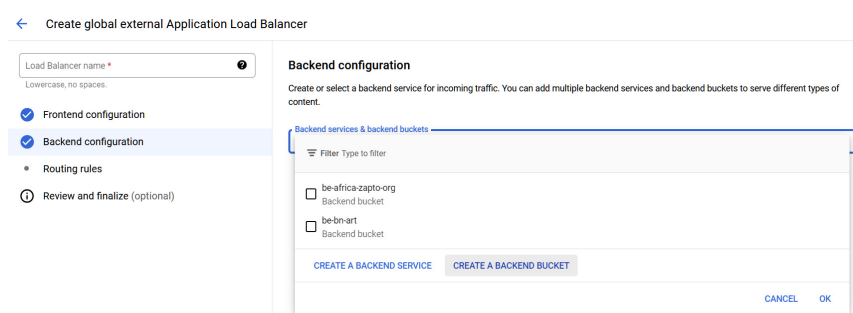 Create global external Application Load Balancer
Load Balancer name *
Lowercase, no spaces.
Frontend configuration
Backend configuration
Routing rules
Review and finalize (optional)
Backend configuration
Create or select a backend service for incoming traffic. You can add multiple backend services and backend buckets to serve different types of
content.
Backend services & backend buckets
Filter Type to filter
be-africa-zapto-org
Backend bucket
be-bn-art
Backend bucket
CREATE A BACKEND SERVICE CREATE A BACKEND BUCKET
CANCEL OK